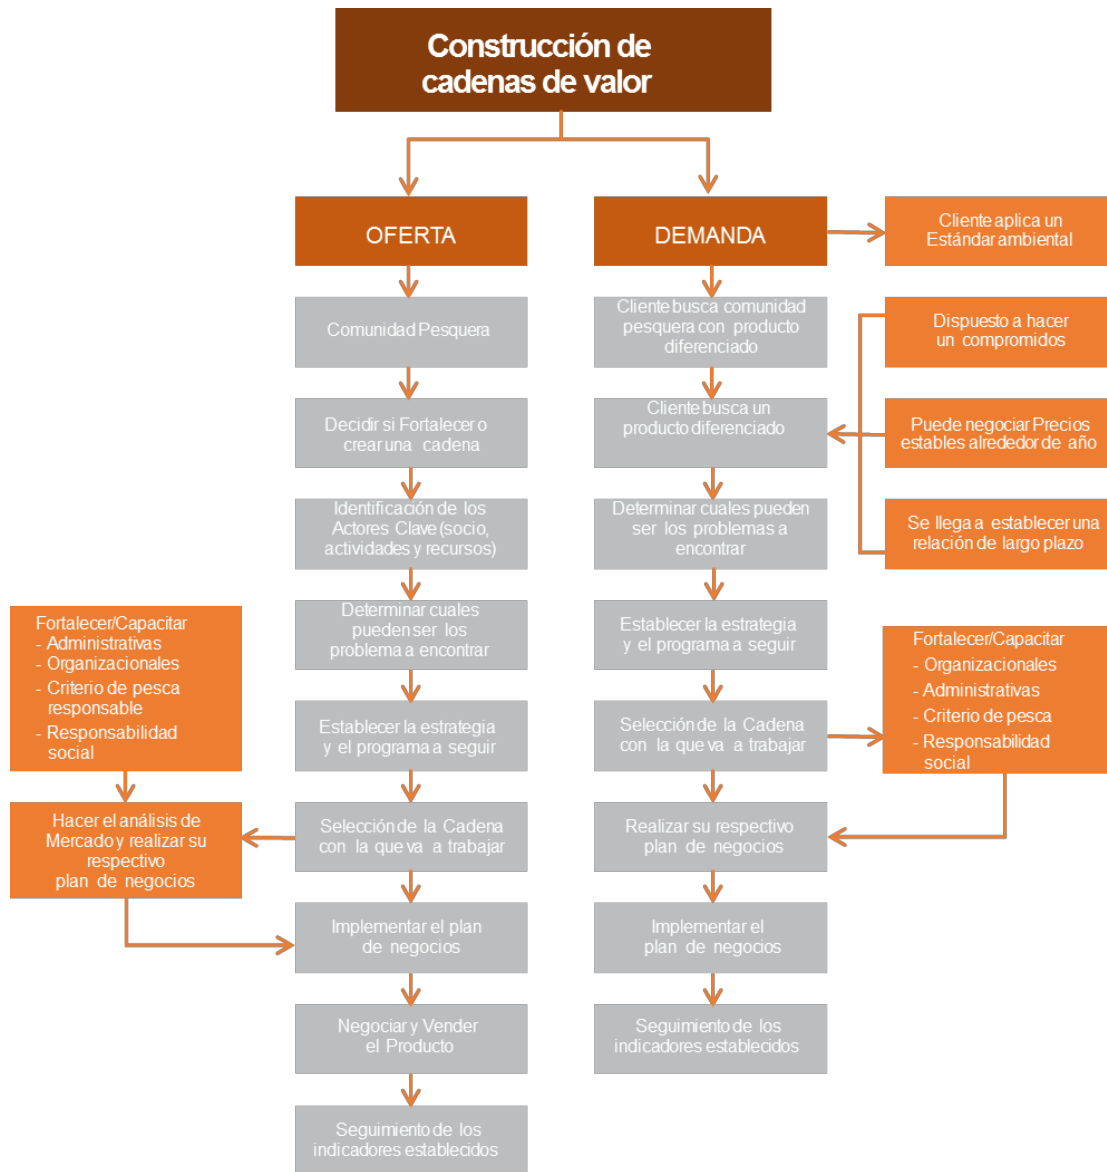 Construcción de
cadenas de valor
OFERTA
DEMANDA
Cliente aplica un
Estándar ambiental
Comunidad Pesquera
Cliente busca comunidad
pesquera con producto
diferenciado
Dispuesto a hacer
un compromidos
Decidir si Fortalecer o
crear una cadena
Cliente busca un
producto diferenciado
Puede negociar Precios
estables alrededor de año
Identificación de los
Actores Clave (socio,
actividades y recursos)
Determinar cuales pueden
ser los problemas a
encontrar
Se llega a establecer una
relación de largo plazo
Fortalecer/Capacitar
- Administrativas
- Organizacionales
- Criterio de pesca
responsable
- Responsabilidad
social
Determinar cuales
pueden ser los
problema a encontrar
Establecer la estrategia
y el programa a seguir
Fortalecer/Capacitar
- Organizacionales
- Administrativas
- Criterio de pesca
- Responsabilidad
social
Establecer la estrategia
y el programa a seguir
Selección de la Cadena
con la que va a trabajar
Hacer el análisis de
Mercado y realizar su
respectivo
plan de negocios
Selección de la Cadena
con la que va a trabajar
Realizar su respectivo
plan de negocios
Implementar el plan
de negocios
Implementar el
plan de negocios
Negociar y Vender
el Producto
Seguimiento de los
indicadores establecidos
Seguimiento de los
indicadores establecidos